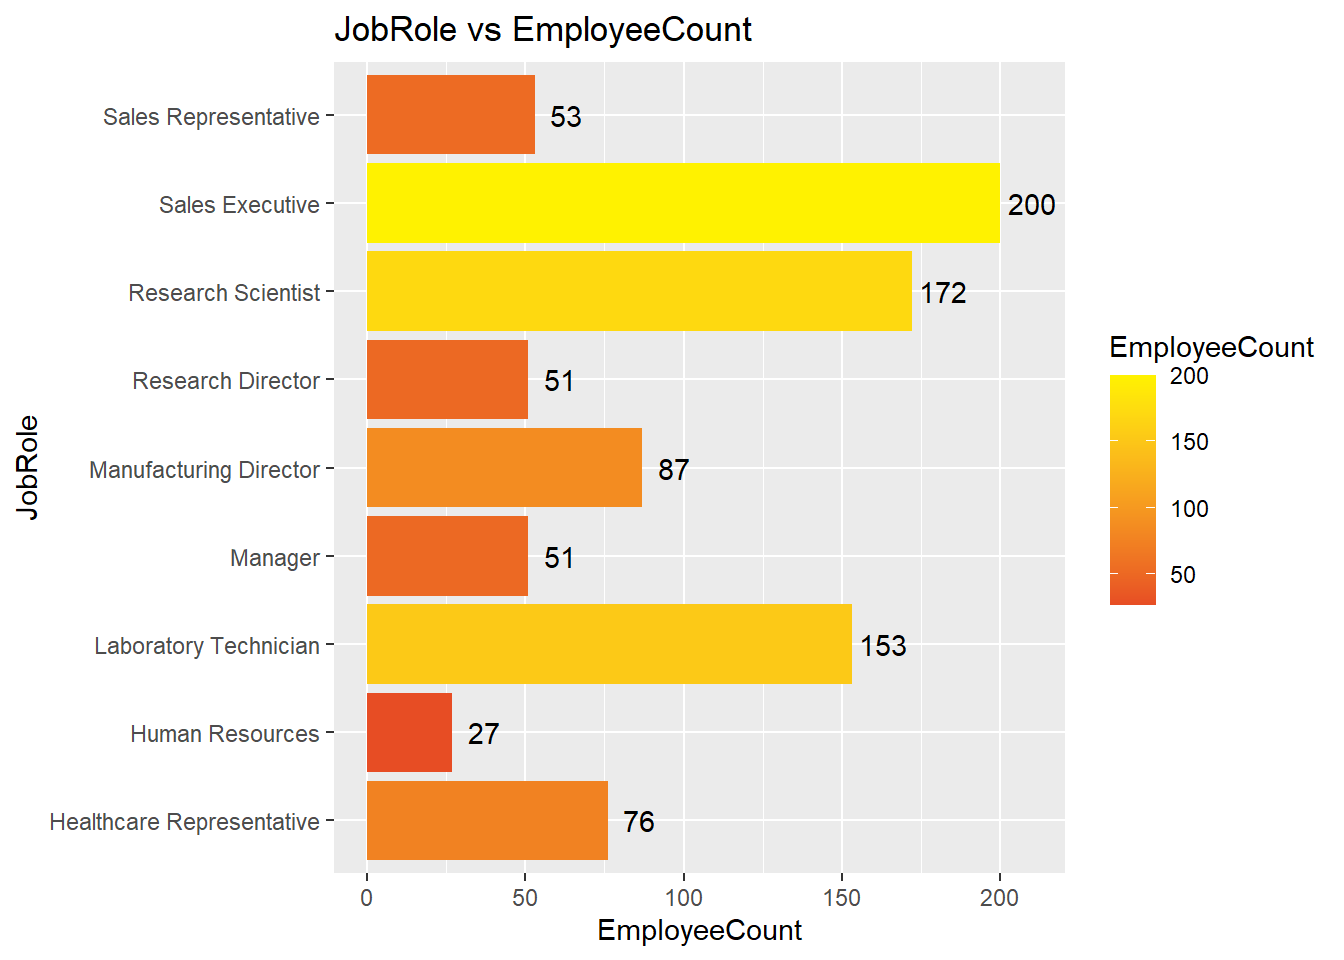 JobRole vs EmployeeCount
Sales Representative 53
Sales Executive 200
Research Scientist 172
Research Director 51
Manufacturing Director 87
Manager 51
Laboratory Technician 153
Human Resources 27
Healthcare Representative 76
0 50 100 150 200
EmployeeCount
JobRole
EmployeeCount
200
150
100
50